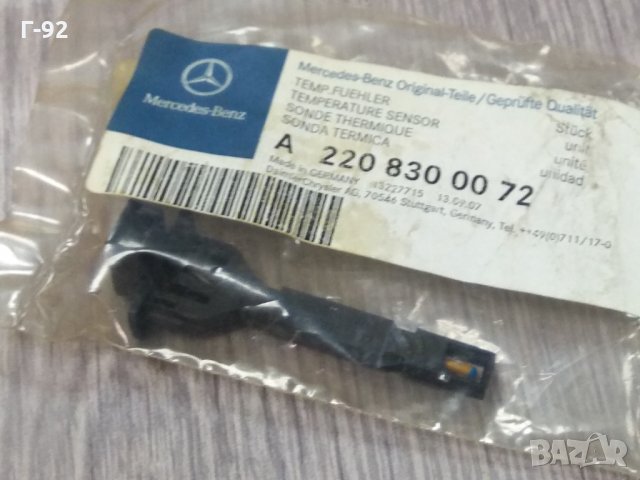 Г-92
Mercedes-Benz
Mercedes-Benz Original-Teile/Geprüfte Qualität
TEMP.FUEHLER
TEMPERATURE SENSOR
SONDE THERMIQUE
SONDA TERMICA
Stück
unit
unité
unidad
A 220 830 00 72
Made in GERMANY 13227715 13.09.07
DaimlerChrysler AG, 70546 Stuttgart, Germany, Tel. ++49(0)711/17-0
BAZAR